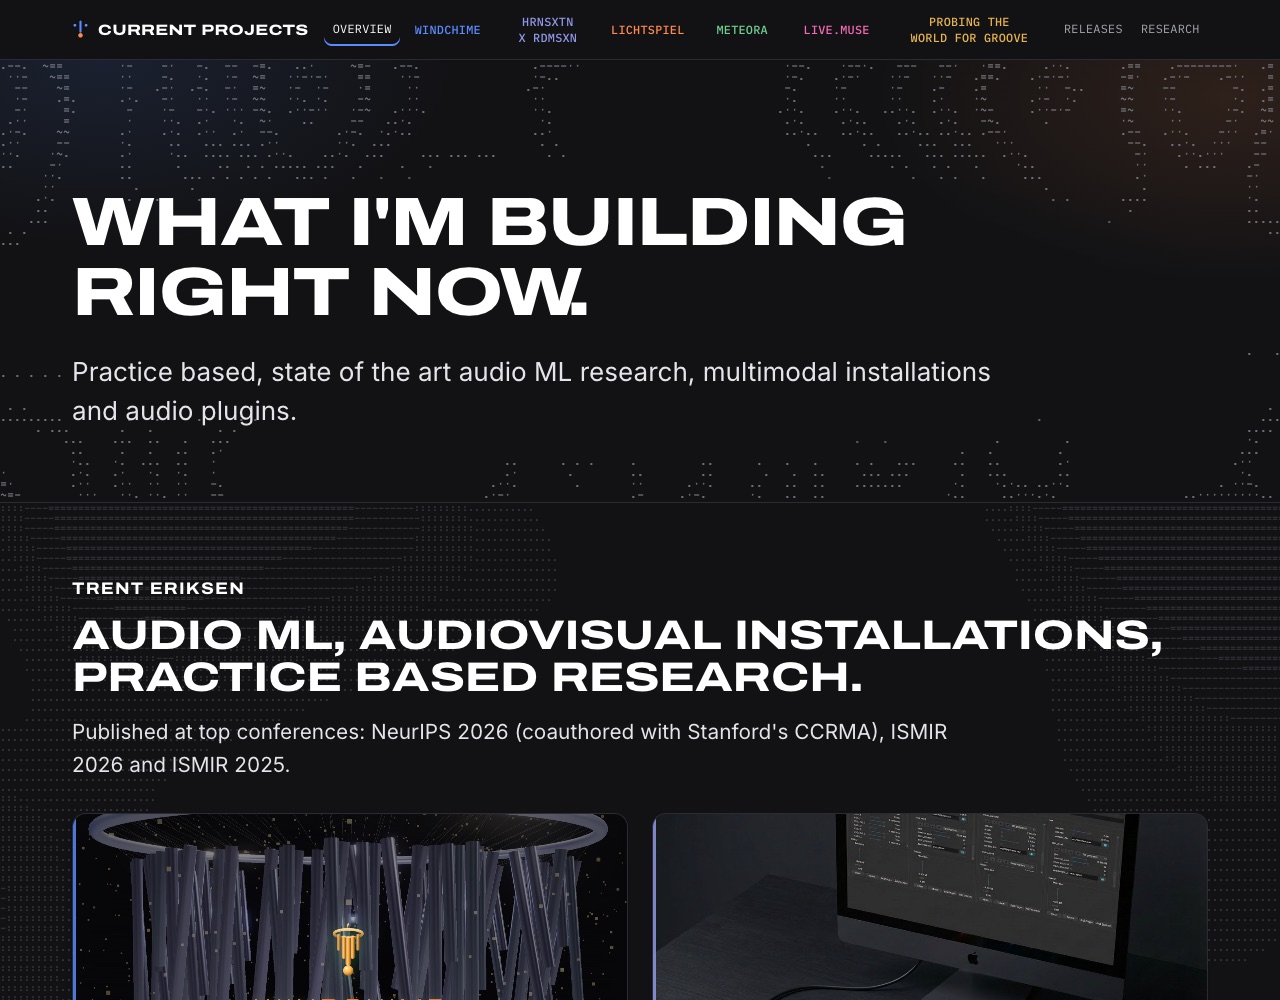 CURRENT PROJECTS
OVERVIEW
WINDCHIME
HRNSXTN
X RDMSXN
LICHTSPIEL
METEORA
LIVE.MUSE
PROBING THE
WORLD FOR GROOVE
RELEASES
RESEARCH
WHAT I'M BUILDING
RIGHT NOW.
Practice based, state of the art audio ML research, multimodal installations
and audio plugins.
TRENT ERIKSEN
AUDIO ML, AUDIOVISUAL INSTALLATIONS,
PRACTICE BASED RESEARCH.
Published at top conferences: NeurIPS 2026 (coauthored with Stanford's CCRMA), ISMIR
2026 and ISMIR 2025.